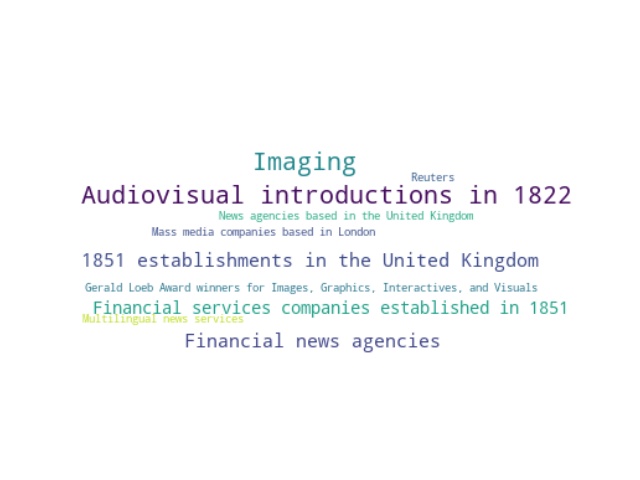 Imaging
Reuters
Audiovisual introductions in 1822
News agencies based in the United Kingdom
Mass media companies based in London
1851 establishments in the United Kingdom
Gerald Loeb Award winners for Images, Graphics, Interactives, and Visuals
Financial services companies established in 1851
Multilingual news services
Financial news agencies